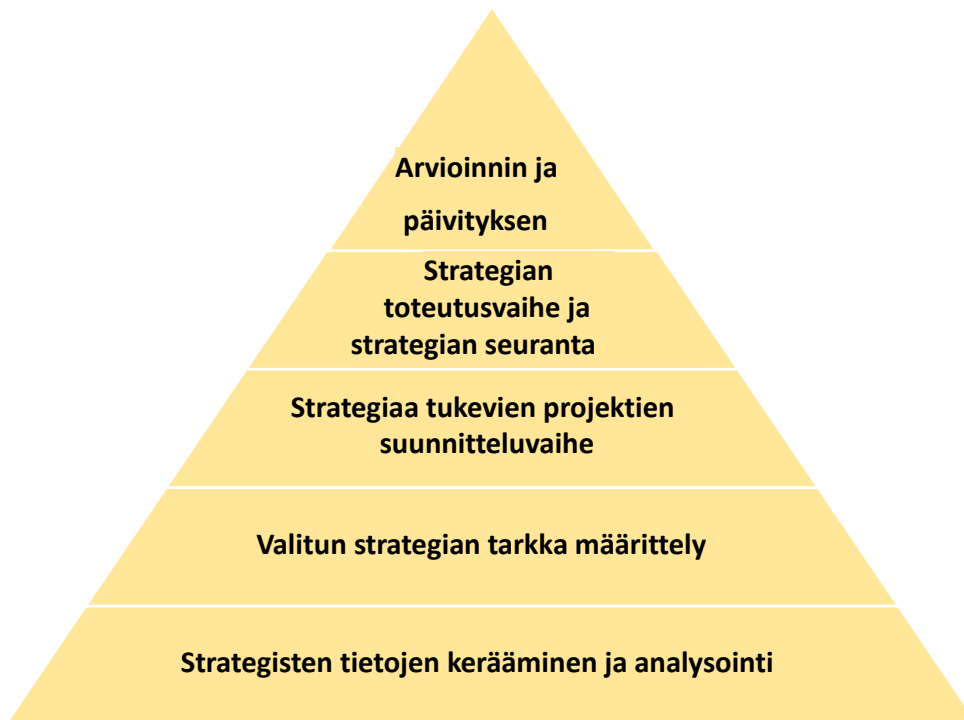 Arvioinnin ja
päivityksen
Strategian
toteutusvaihe ja
strategian seuranta
Strategiaa tukevien projektien
suunnitteluvaihe
Valitun strategian tarkka määrittely
Strategisten tietojen kerääminen ja analysointi